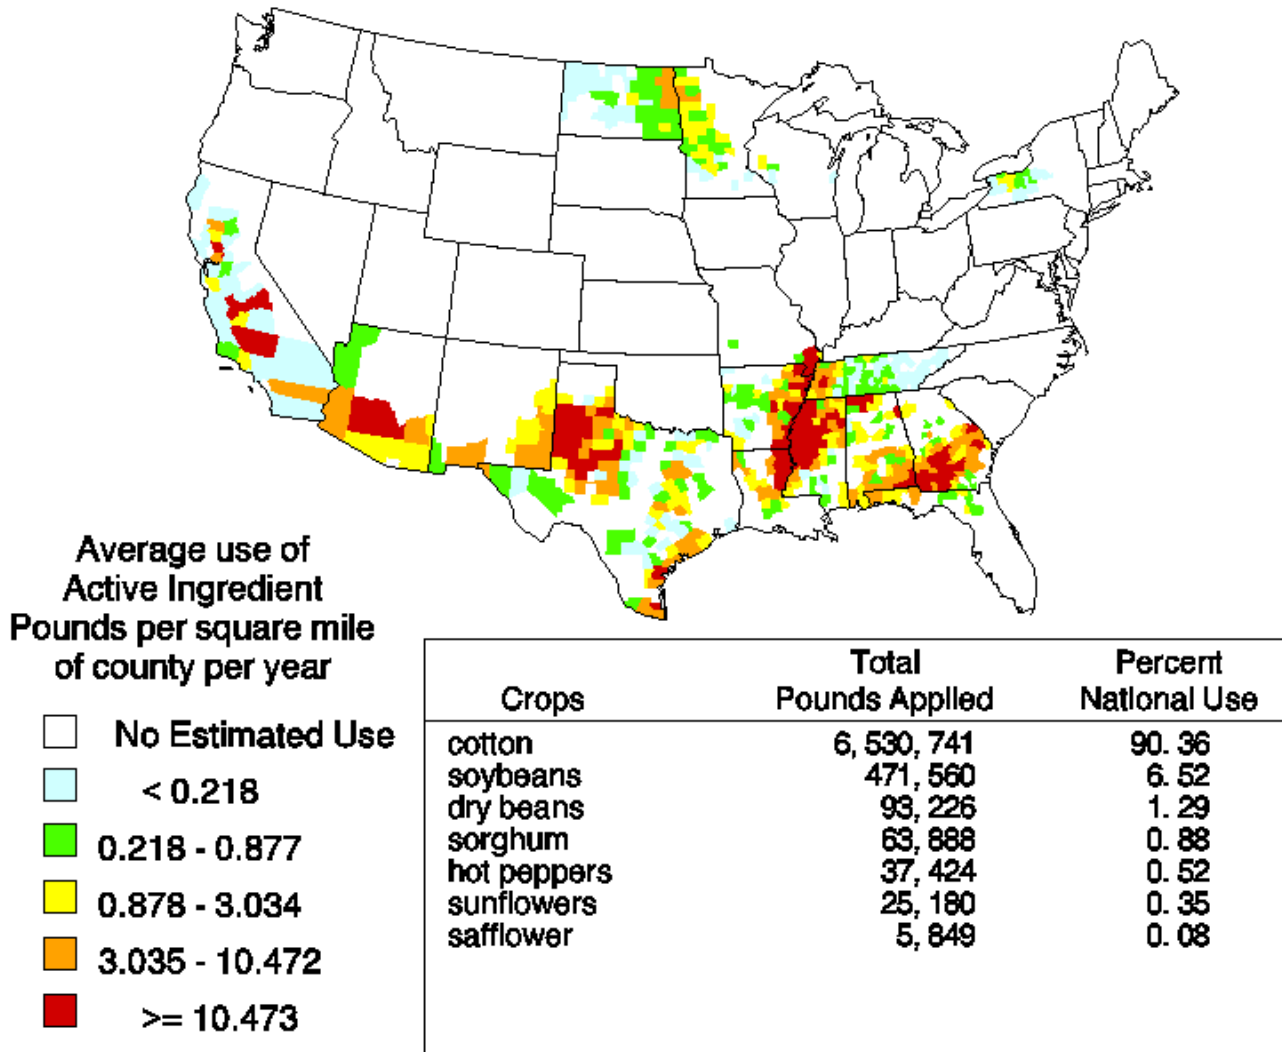 Average use of
Active Ingredient
Pounds per square mile
of county per year
No Estimated Use
< 0.218
0.218 - 0.877
0.878 - 3.034
3.035 - 10.472
>= 10.473
Crops Total Pounds Applied Percent National Use
cotton 6, 530, 741 90. 36
soybeans 471, 560 6. 52
dry beans 93, 226 1. 29
sorghum 63, 888 0. 88
hot peppers 37, 424 0. 52
sunflowers 25, 180 0. 35
safflower 5, 849 0. 08